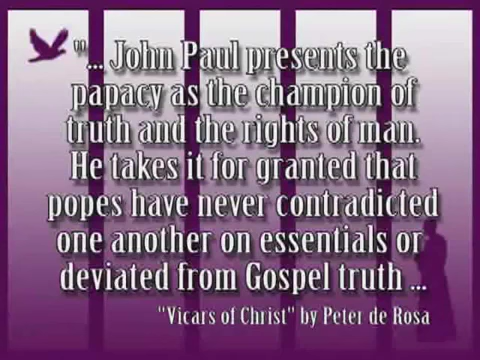 "... John Paul presents the
papacy as the champion of
truth and the rights of man.
He takes it for granted that
popes have never contradicted
one another on essentials or
deviated from Gospel truth ...
"Vicars of Christ" by Peter de Rosa